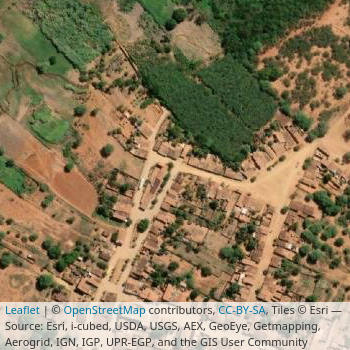 Leaflet | © OpenStreetMap contributors, CC-BY-SA, Tiles © Esri —
Source: Esri, i-cubed, USDA, USGS, AEX, GeoEye, Getmapping,
Aerogrid, IGN, IGP, UPR-EGP, and the GIS User Community